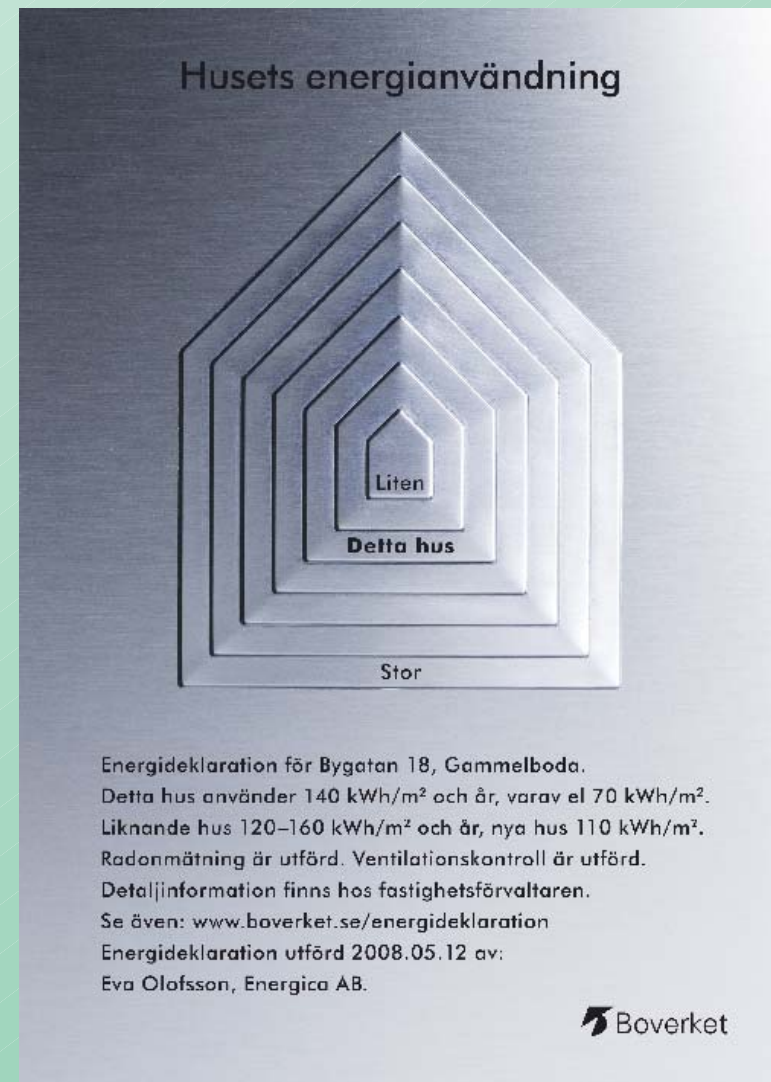 Husets energianvändning
Liten
Detta hus
Stor
Energideklaration för Bygatan 18, Gammelboda.
Detta hus använder 140 kWh/m² och år, varav el 70 kWh/m².
Liknande hus 120–160 kWh/m² och år, nya hus 110 kWh/m².
Radonmätning är utförd. Ventilationskontroll är utförd.
Detaljinformation finns hos fastighetsförvaltaren.
Se även: www.boverket.se/energideklaration
Energideklaration utförd 2008.05.12 av:
Eva Olofsson, Energica AB.
Boverket